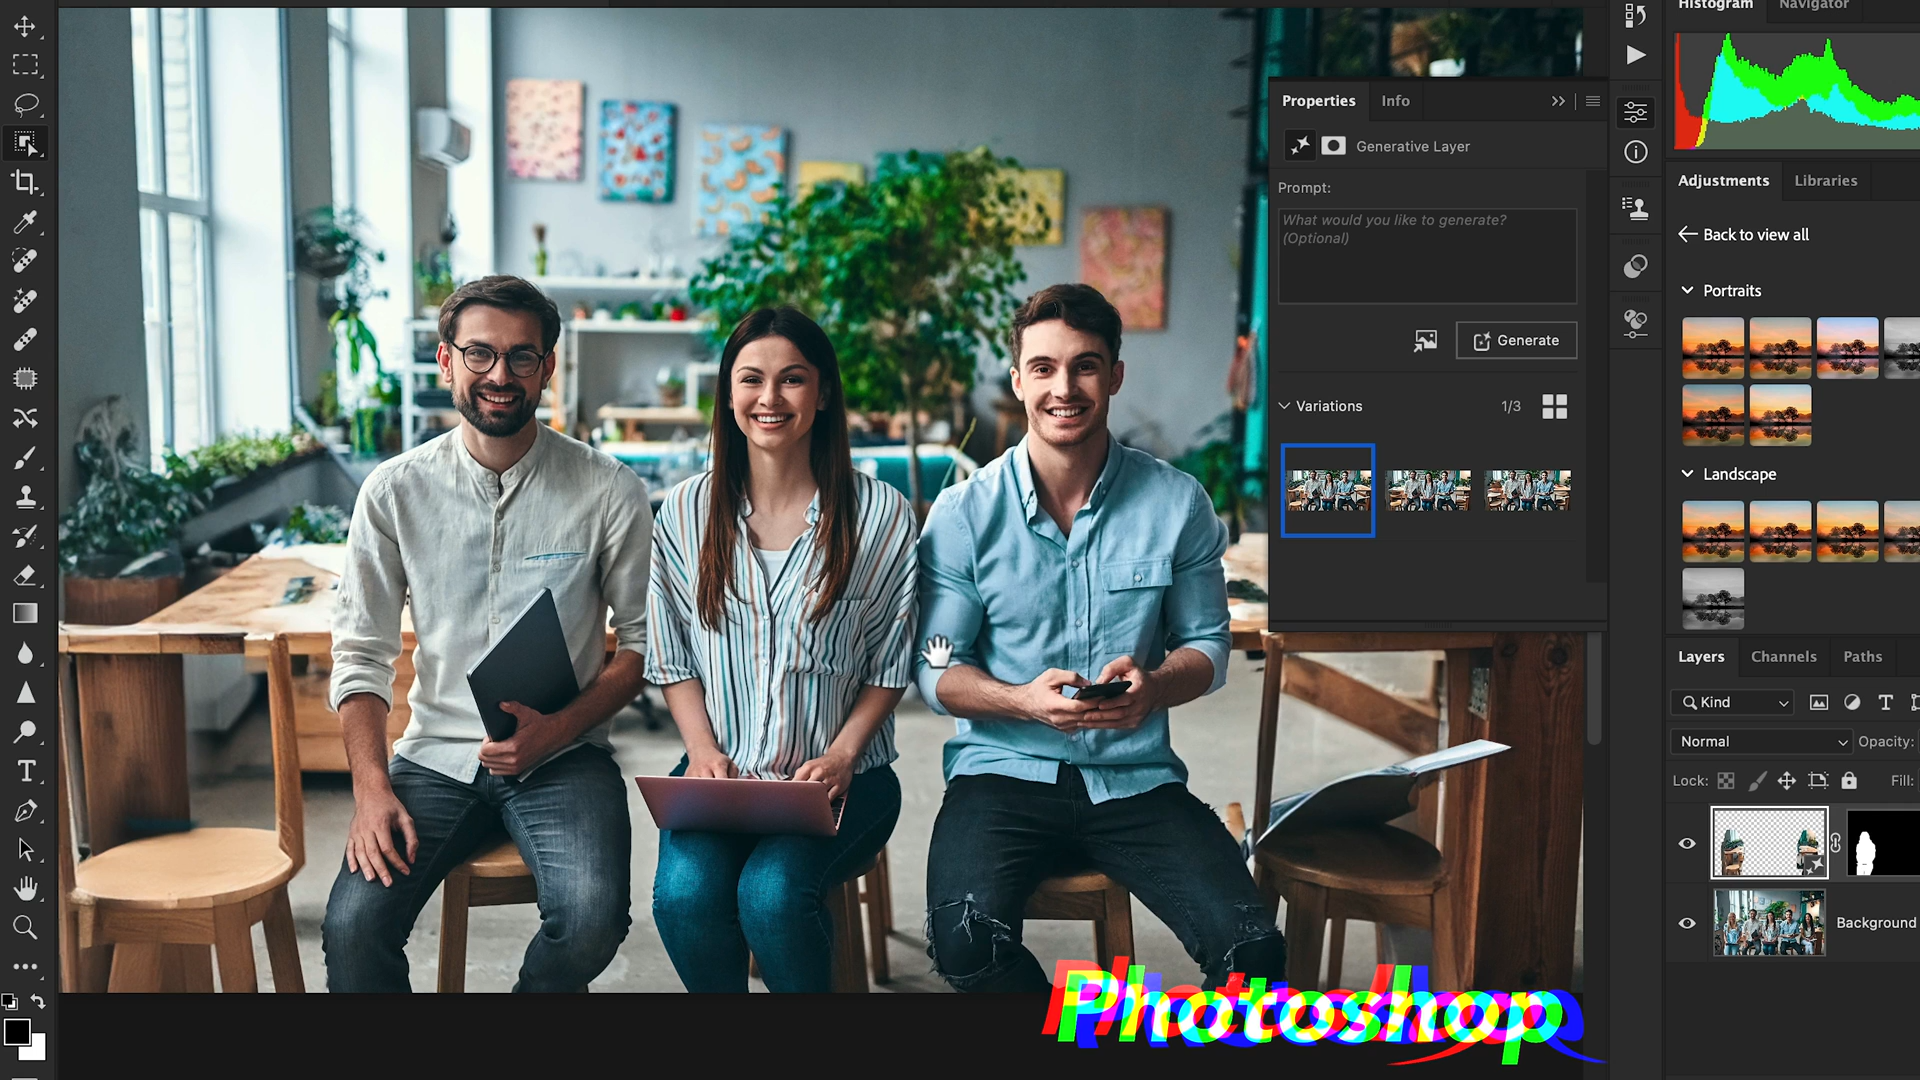 Histogram
Navigator
Properties
Info
Generative Layer
Prompt:
What would you like to generate?
(Optional)
Generate
Variations
1/3
Adjustments
Libraries
Back to view all
Portraits
Landscape
Layers
Channels
Paths
Kind
Normal
Opacity:
Lock:
Fill:
Background
Photoshop